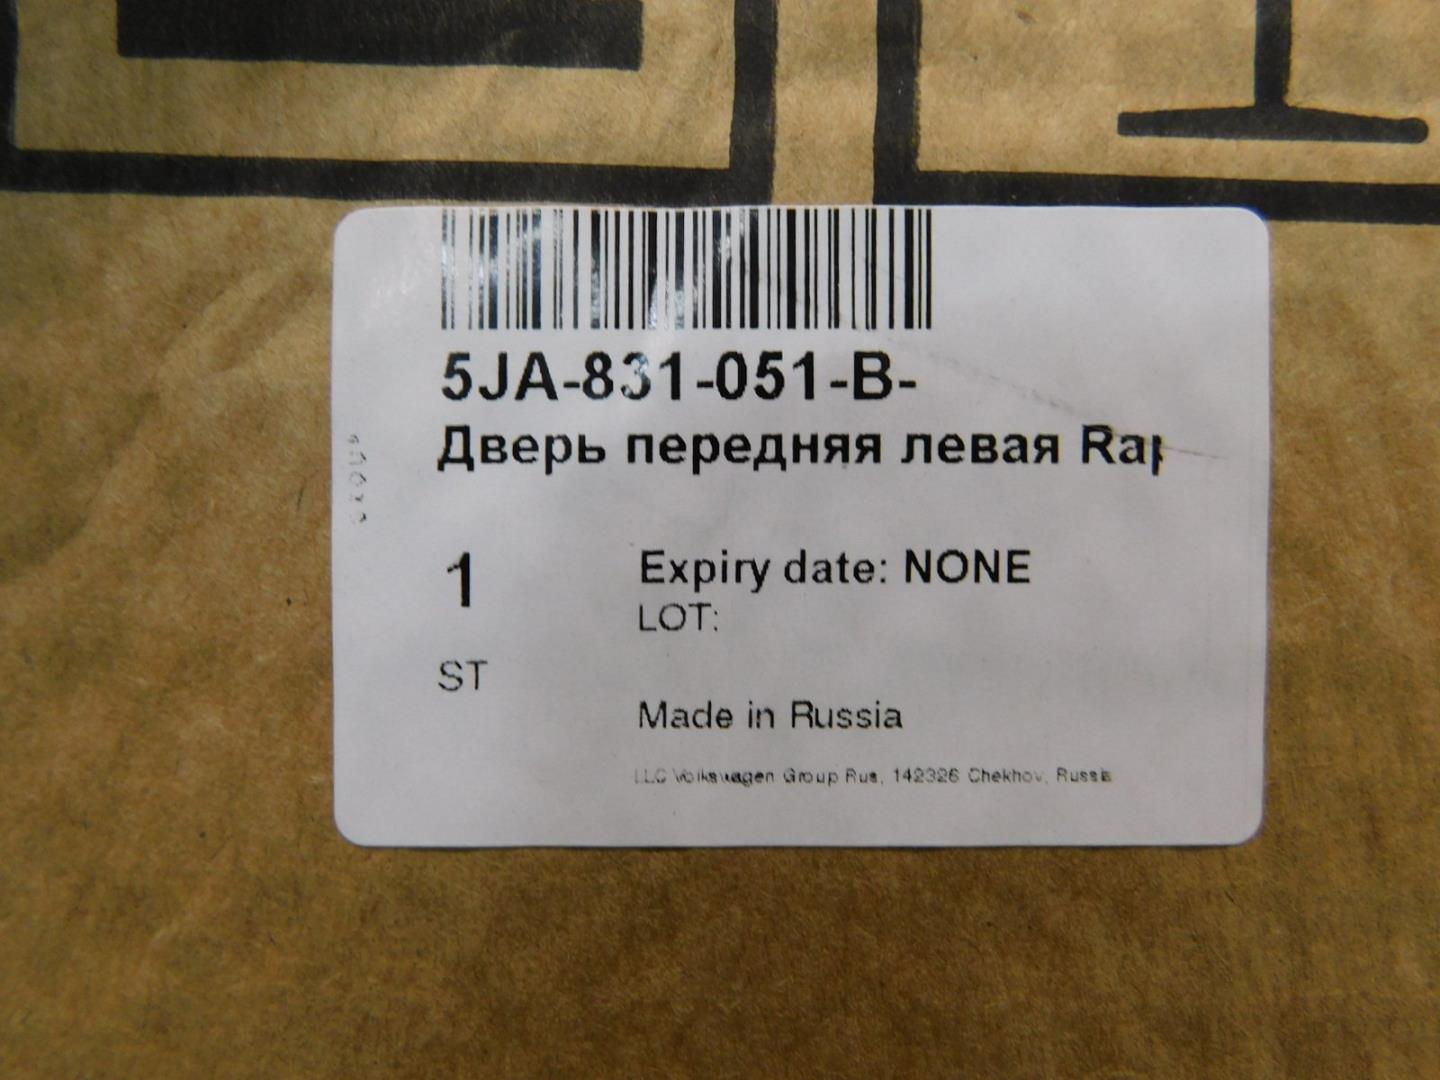 5JA-831-051-B-
Дверь передняя левая Rap
1
Expiry date: NONE
LOT:
ST
Made in Russia
LLC Volkswagen Group Rus, 142326 Chekhov, Russia